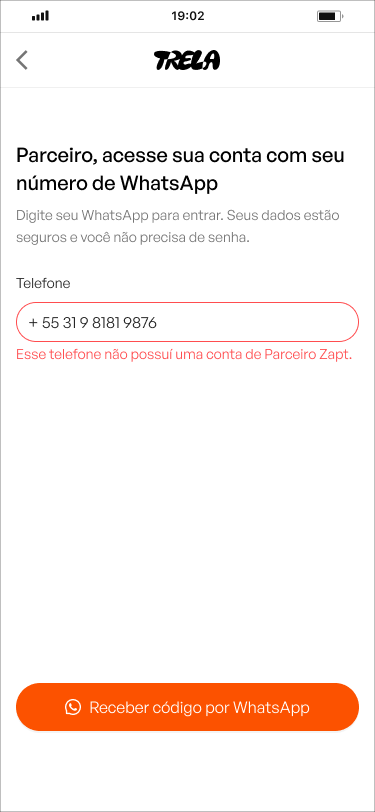 19:02
TRELA
Parceiro, acesse sua conta com seu
número de WhatsApp
Digite seu WhatsApp para entrar. Seus dados estão
seguros e você não precisa de senha.
Telefone
+ 55 31 9 8181 9876
Esse telefone não possuí uma conta de Parceiro Zapt.
Receber código por WhatsApp